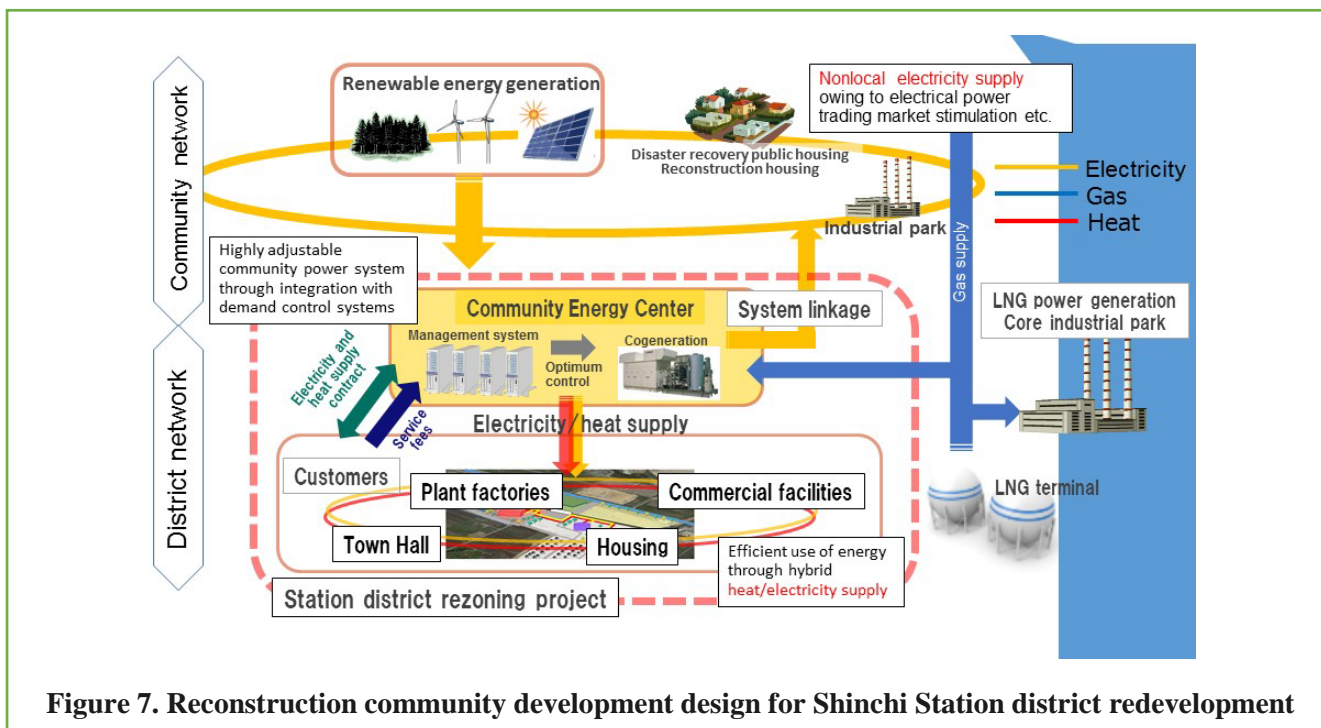 Community network
District network
Renewable energy generation
Disaster recovery public housing
Reconstruction housing
Nonlocal electricity supply
owing to electrical power
trading market stimulation etc.
Electricity
Gas
Heat
Industrial park
Gas supply
Highly adjustable
community power system
through integration with
demand control systems
Community Energy Center
Management system
Optimum
control
Cogeneration
System linkage
LNG power generation
Core industrial park
Electricity and
heat supply
contract
Service
fees
Electricity/heat supply
Customers
Plant factories
Commercial facilities
Town Hall
Housing
LNG terminal
Efficient use of energy
through hybrid
heat/electricity supply
Station district rezoning project
Figure 7. Reconstruction community development design for Shinchi Station district redevelopment